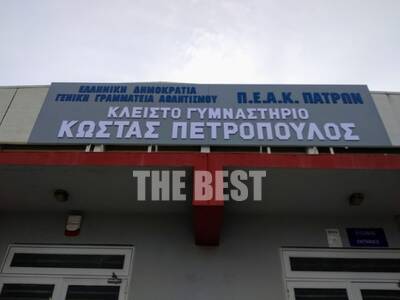 ΕΛΛΗΝΙΚΗ ΔΗΜΟΚΡΑΤΙΑ
ΓΕΝΙΚΗ ΓΡΑΜΜΑΤΕΙΑ ΑΘΛΗΤΙΣΜΟΥ Π.Ε.Α.Κ. ΠΑΤΡΩΝ
ΚΛΕΙΣΤΟ ΓΥΜΝΑΣΤΗΡΙΟ
ΚΩΣΤΑΣ ΠΕΤΡΟΠΟΥΛΟΣ
THE BEST